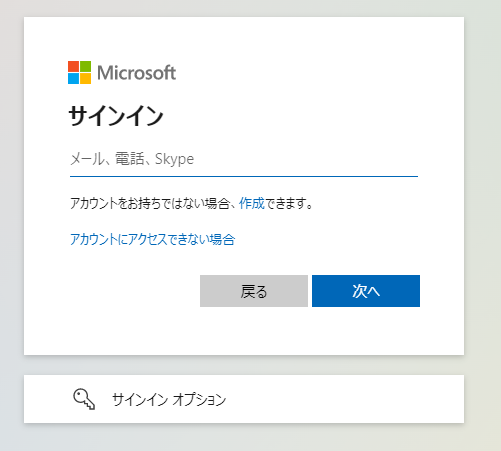 Microsoft
サインイン
メール、電話、Skype
アカウントをお持ちではない場合、作成できます。
アカウントにアクセスできない場合
戻る
次へ
サインイン オプション